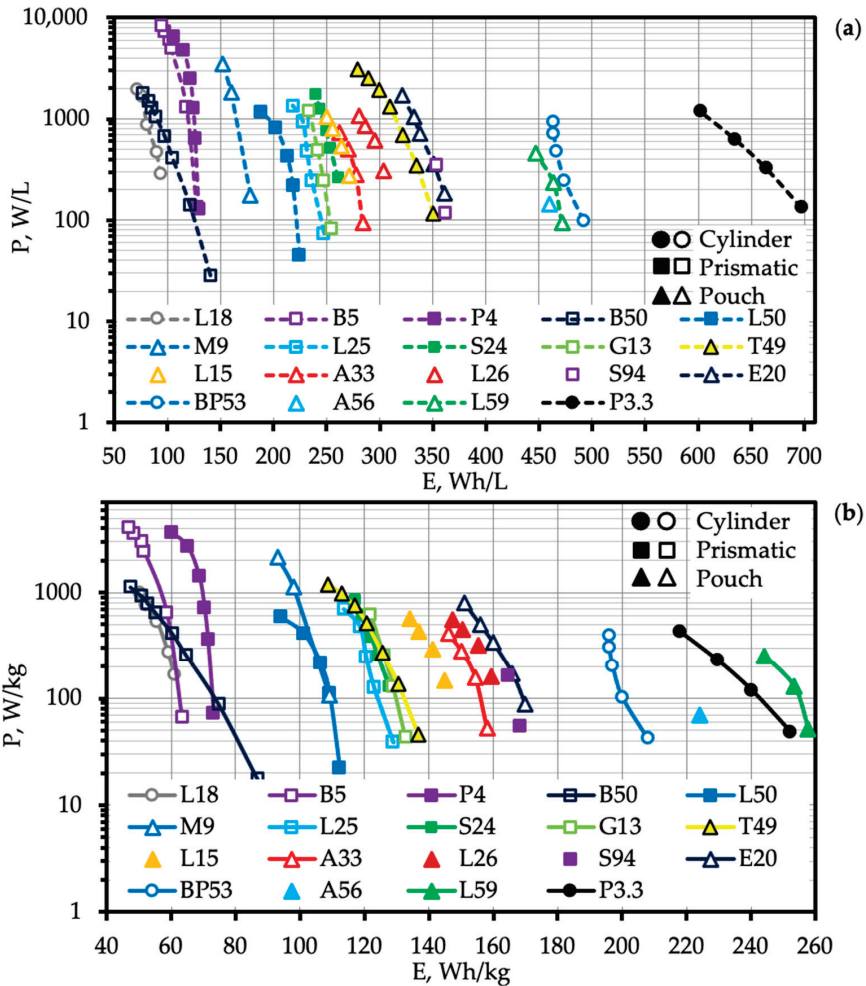 10,000
(a)
1000
100
10
1
P, W/L
Cylinder
Prismatic
Pouch
L18 B5 P4 B50 L50
M9 L25 S24 G13 T49
L15 A33 L26 S94 E20
BP53 A56 L59 P3.3
50 100 150 200 250 300 350 400 450 500 550 600 650 700
E, Wh/L
(b)
1000
100
10
1
P, W/kg
Cylinder
Prismatic
Pouch
L18 B5 P4 B50 L50
M9 L25 S24 G13 T49
L15 A33 L26 S94 E20
BP53 A56 L59 P3.3
40 60 80 100 120 140 160 180 200 220 240 260
E, Wh/kg